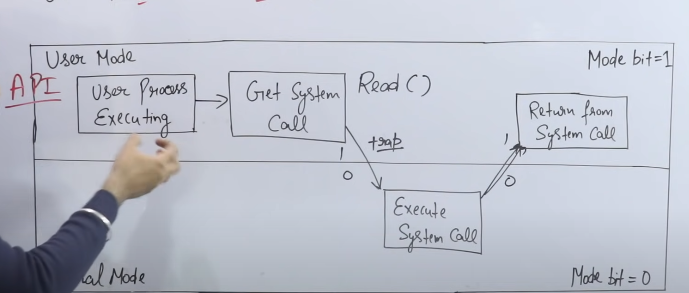 User Mode
Mode bit=1
API
User Process
Executing
Get System
Call
Read()
Return from
System Call
trap
1
0
1
0
Execute
System Call
Mode bit = 0